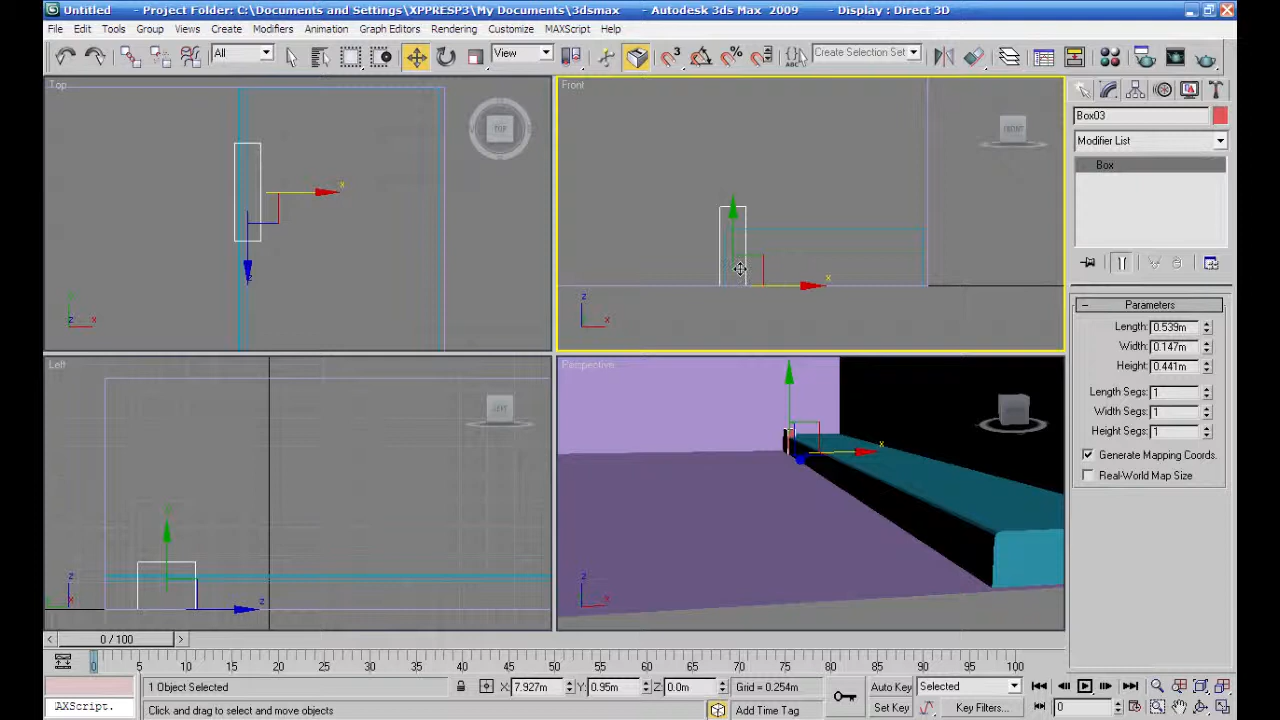 Untitled - Project Folder: C:\Documents and Settings\XPPRESP3\My Documents\3dsmax - Autodesk 3ds Max 2009 - Display : Direct 3D
File Edit Tools Group Views Create Modifiers Animation Graph Editors Rendering Customize MAXScript Help
All View 3 % ABC Create Selection Set
Top Front
TOP FRONT
Box03
Modifier List
Box
x
x
z
z
x
y
z x
z
x
Parameters
Length: 0.539m
Width: 0.147m
Height: 0.441m
Length Segs: 1
Width Segs: 1
Height Segs: 1
Generate Mapping Coords.
Real-World Map Size
Left Perspective
LEFT
x
z
x
z
z
x
0 / 100
0 5 10 15 20 25 30 35 40 45 50 55 60 65 70 75 80 85 90 95 100
1 Object Selected X: 7.927m Y: 0.95m Z: 0.0m Grid = 0.254m Auto Key Selected
AXScript. Click and drag to select and move objects Add Time Tag Set Key Key Filters... 0